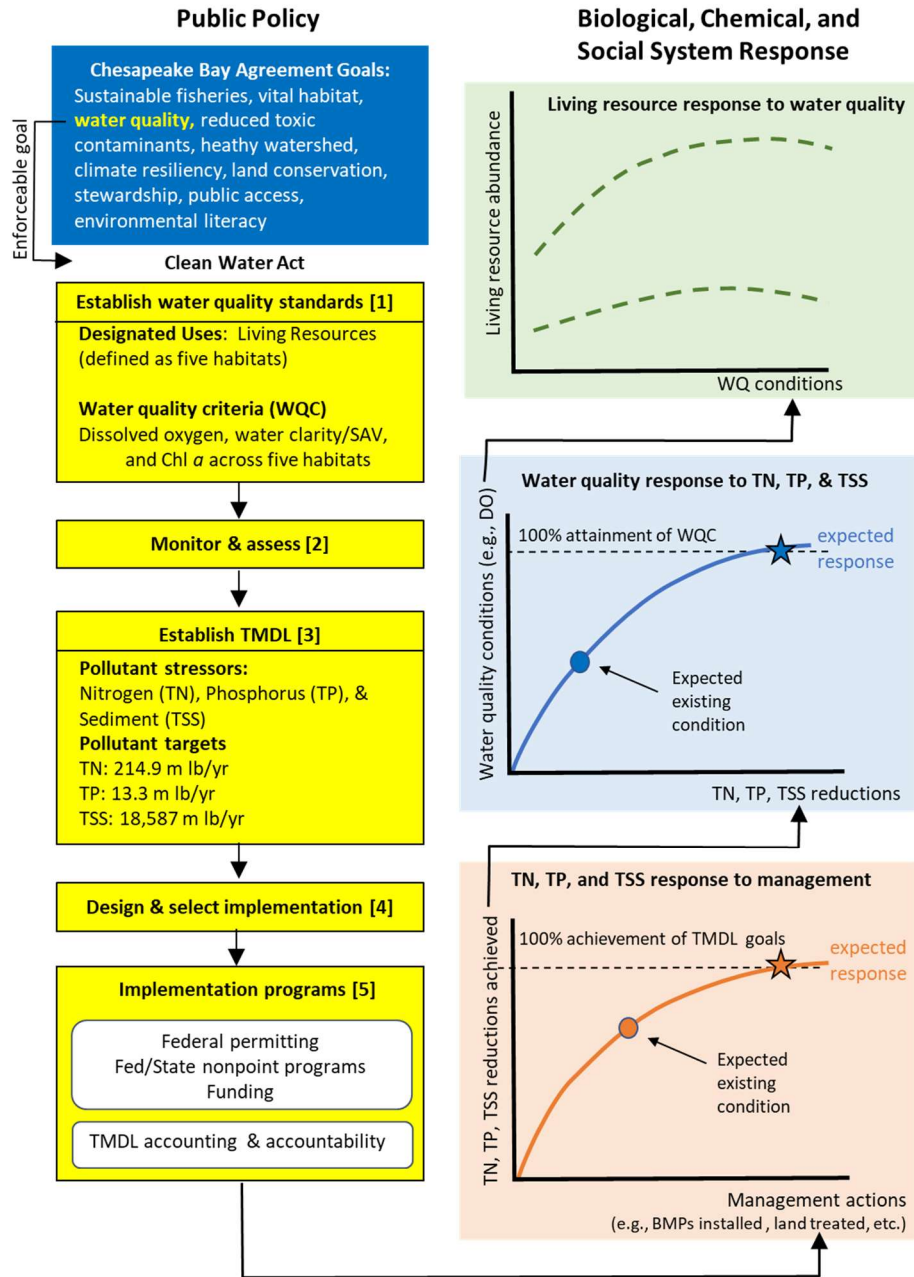 Public Policy
Chesapeake Bay Agreement Goals:
Sustainable fisheries, vital habitat,
water quality, reduced toxic
contaminants, heathy watershed,
climate resiliency, land conservation,
stewardship, public access,
environmental literacy
Enforceable goal
Clean Water Act
Establish water quality standards [1]
Designated Uses: Living Resources
(defined as five habitats)
Water quality criteria (WQC)
Dissolved oxygen, water clarity/SAV,
and Chl a across five habitats
Monitor & assess [2]
Establish TMDL [3]
Pollutant stressors:
Nitrogen (TN), Phosphorus (TP), &
Sediment (TSS)
Pollutant targets
TN: 214.9 m lb/yr
TP: 13.3 m lb/yr
TSS: 18,587 m lb/yr
Design & select implementation [4]
Implementation programs [5]
Federal permitting
Fed/State nonpoint programs
Funding
TMDL accounting & accountability
Biological, Chemical, and
Social System Response
Living resource response to water quality
Living resource abundance
WQ conditions
Water quality response to TN, TP, & TSS
Water quality conditions (e.g., DO)
100% attainment of WQC
expected
response
Expected
existing
condition
TN, TP, TSS reductions
TN, TP, and TSS response to management
TN, TP, TSS reductions achieved
100% achievement of TMDL goals
expected
response
Expected
existing
condition
Management actions
(e.g., BMPs installed , land treated, etc.)